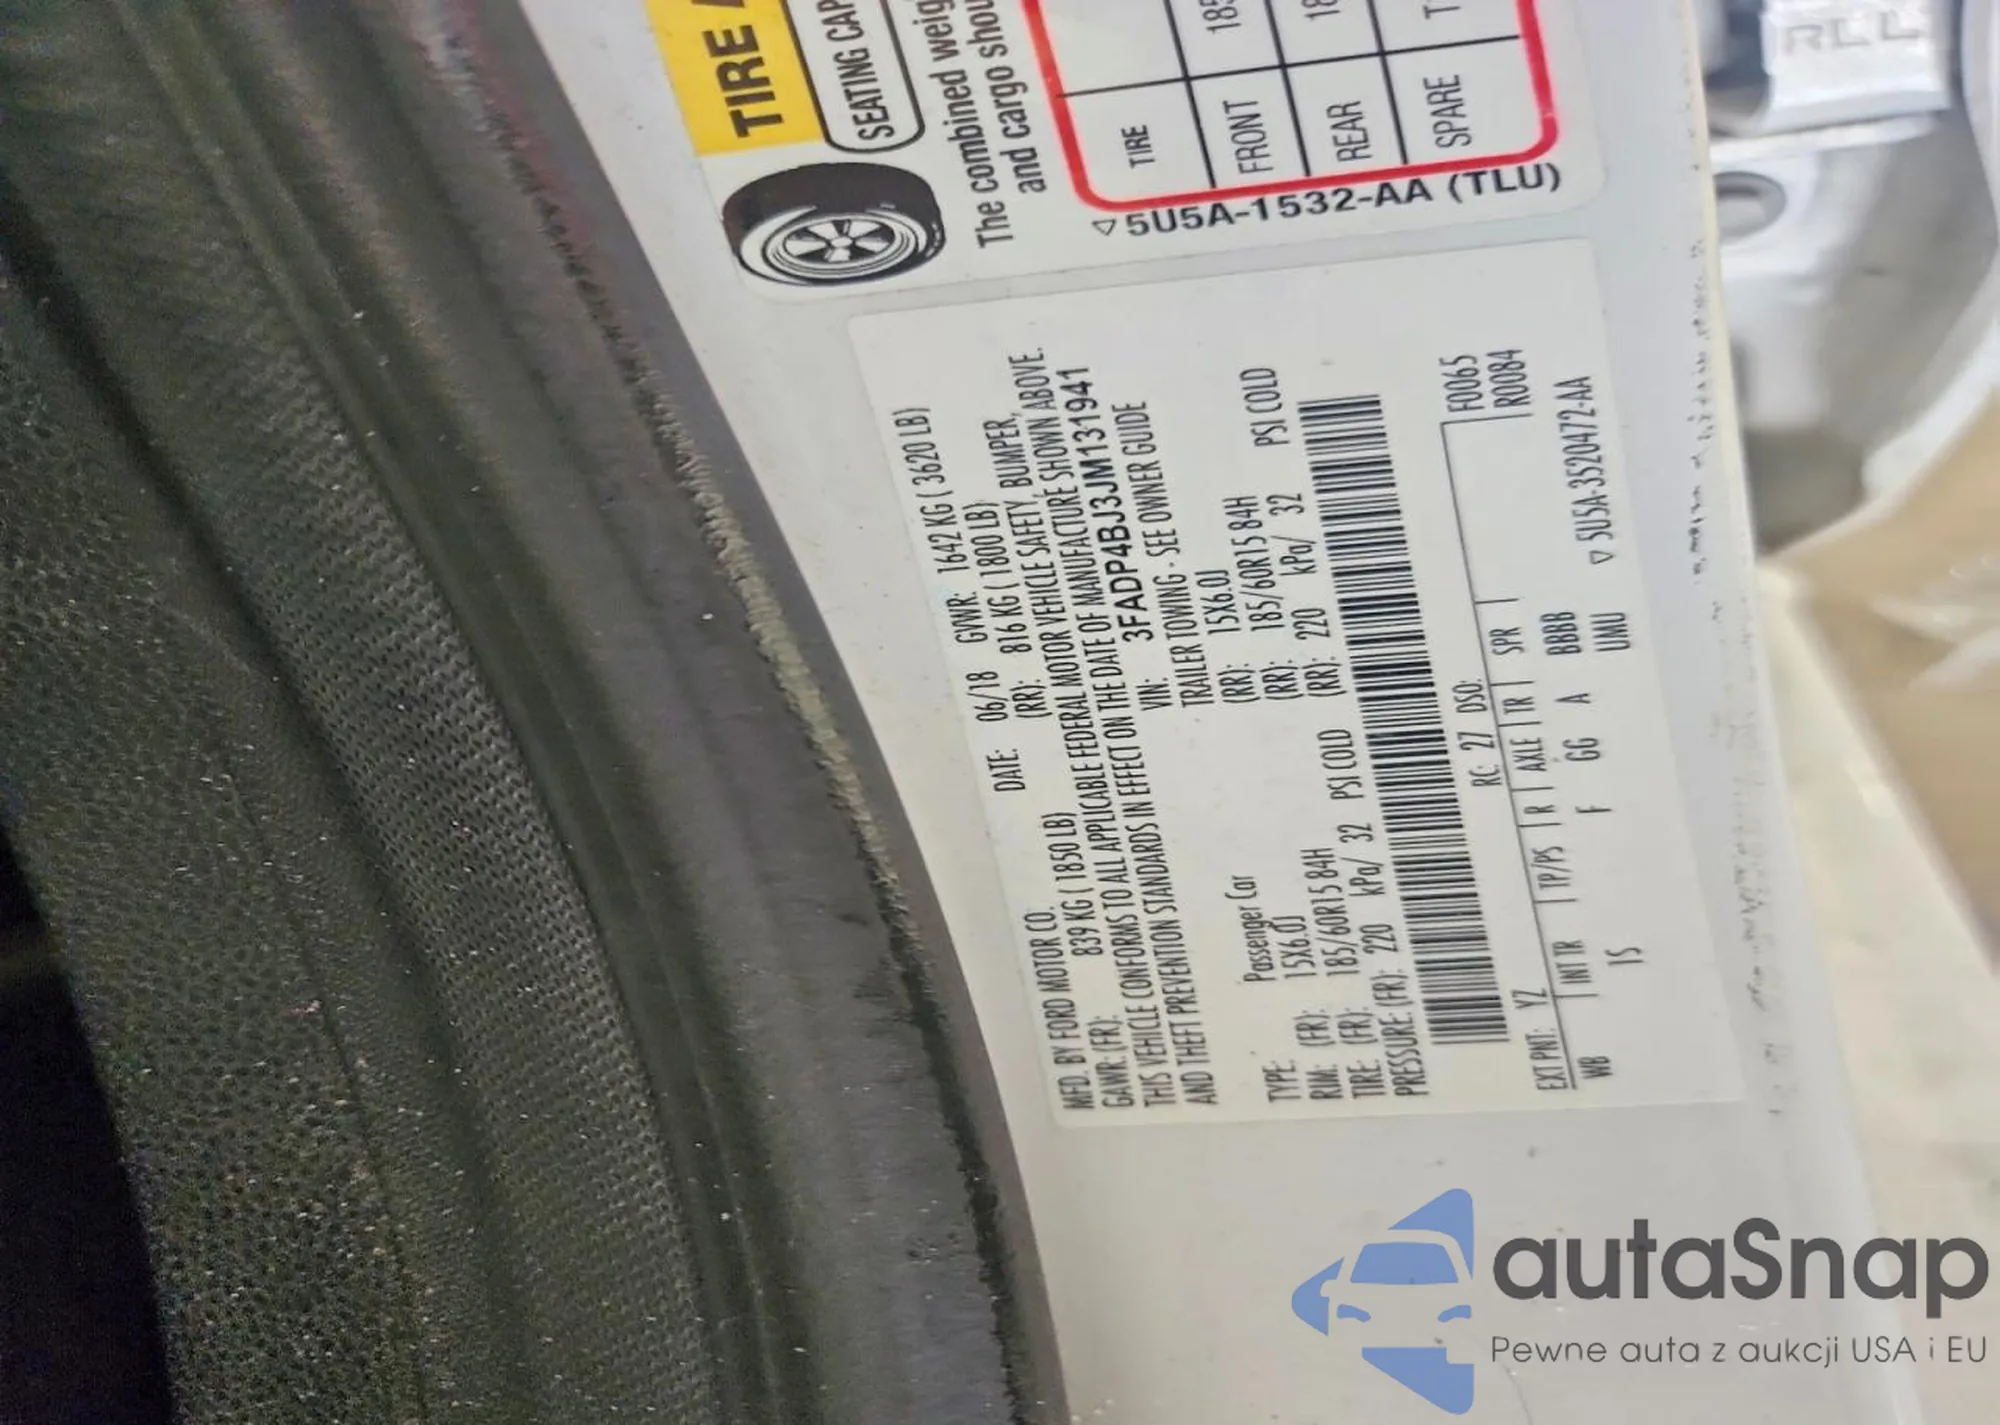 TIRE
SEATING CAP
The combined weig
and cargo shou
TIRE
FRONT 185
REAR 18
SPARE T
5U5A-1532-AA (TLU)
MFD. BY FORD MOTOR CO. DATE: 06/18 GVWR: 1642 KG ( 3620 LB)
GAWR: (FR): 839 KG ( 1850 LB) (RR): 816 KG ( 1800 LB)
THIS VEHICLE CONFORMS TO ALL APPLICABLE FEDERAL MOTOR VEHICLE SAFETY, BUMPER,
AND THEFT PREVENTION STANDARDS IN EFFECT ON THE DATE OF MANUFACTURE SHOWN ABOVE.
VIN: 3FADP4BJ3JM131941
TYPE: Passenger Car TRAILER TOWING - SEE OWNER GUIDE
RIM: (FR): 15X6.0J (RR): 15X6.0J
TIRE: (FR): 185/60R15 84H (RR): 185/60R15 84H
PRESSURE: (FR): 220 kPa/ 32 PSI COLD (RR): 220 kPa/ 32 PSI COLD
EXT PNT: YZ RC: 27 DSO: F0065
WB INT TR TP/PS R AXLE TR SPR R0084
IS F GG A BBBB
UMU
5U5A-3520472-AA
RLL
autaSnap
Pewne auta z aukcji USA i EU